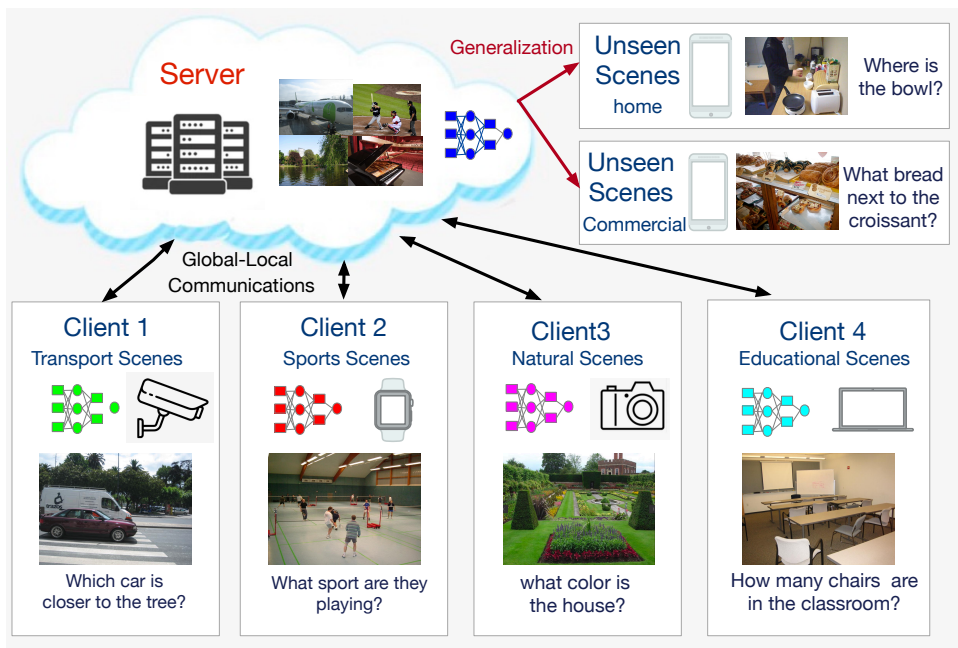 Server
Generalization
Unseen
Scenes
home
Where is
the bowl?
Unseen
Scenes
Commercial
What bread
next to the
croissant?
Global-Local
Communications
Client 1
Transport Scenes
Which car is
closer to the tree?
Client 2
Sports Scenes
What sport are they
playing?
Client3
Natural Scenes
what color is
the house?
Client 4
Educational Scenes
How many chairs  are
in the classroom?